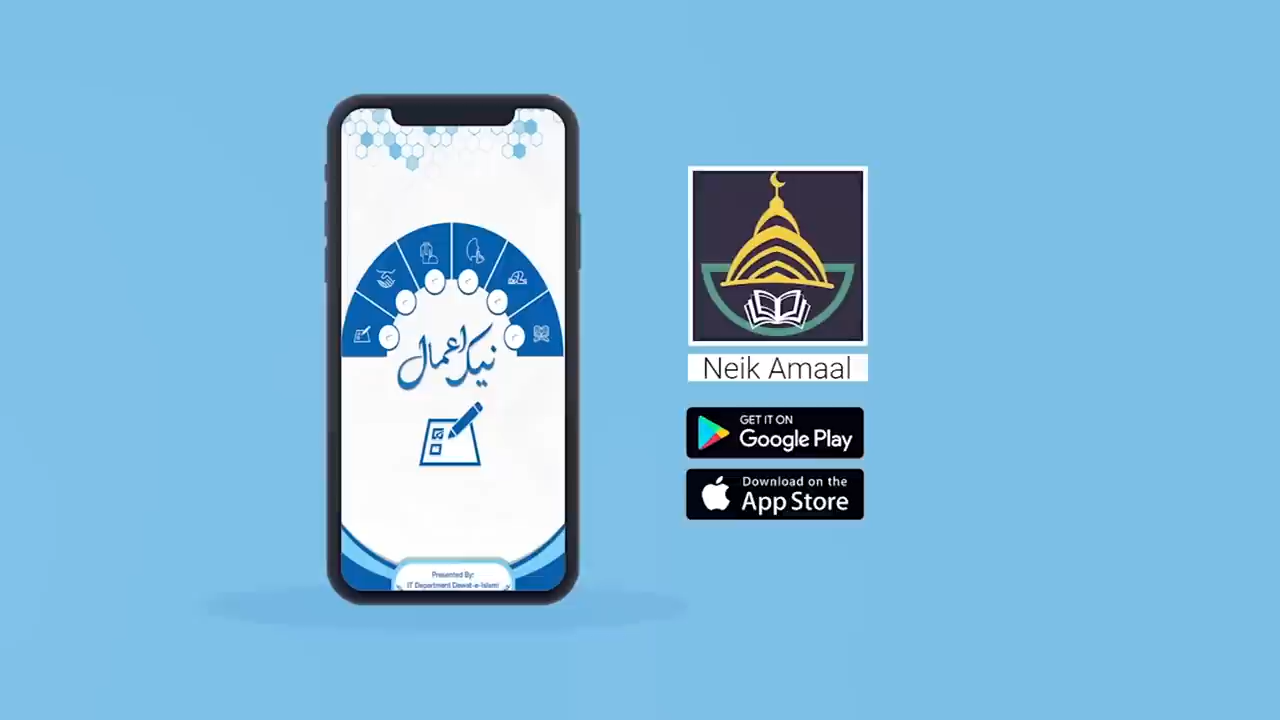 نیک اعمال
Presented By:
IT Department Dawat-e-Islami
Neik Amaal
GET IT ON
Google Play
Download on the
App Store